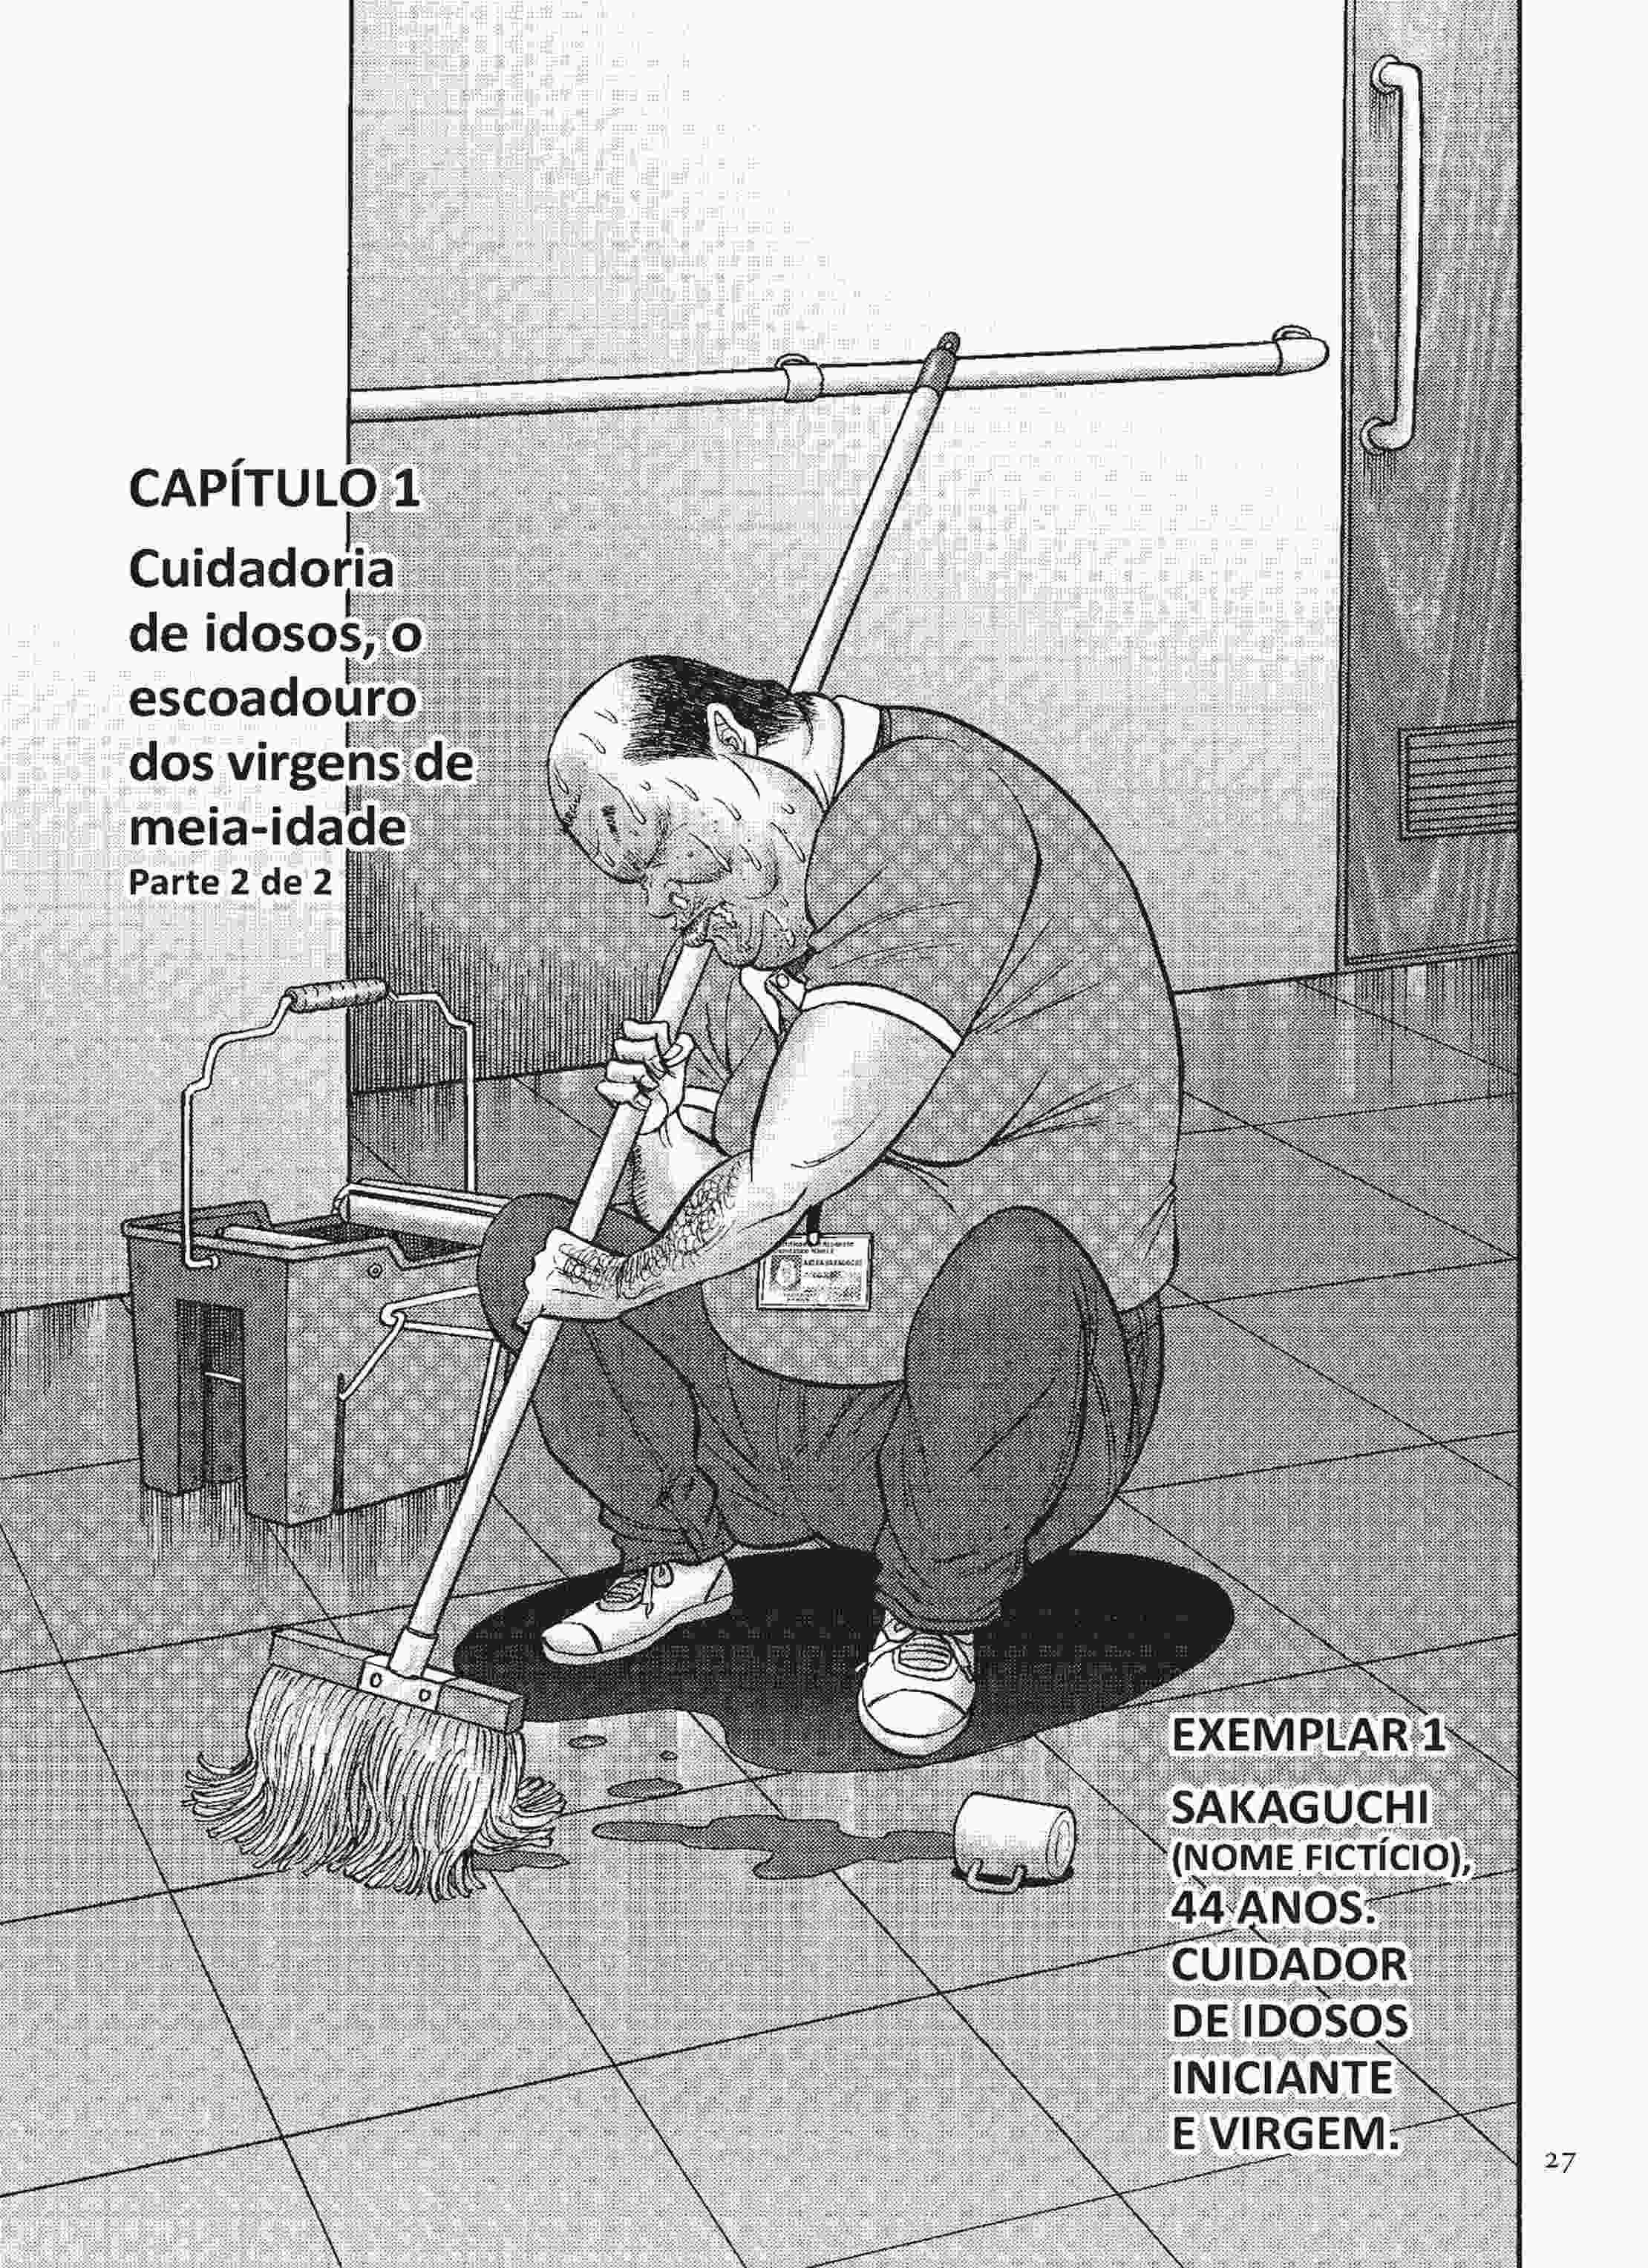 CAPÍTULO 1
Cuidadoria
de idosos, o
escoadouro
dos virgens de
meia-idade
Parte 2 de 2
EXEMPLAR 1
SAKAGUCHI
(NOME FICTÍCIO),
44 ANOS.
CUIDADOR
DE IDOSOS
INICIANTE
E VIRGEM.
27